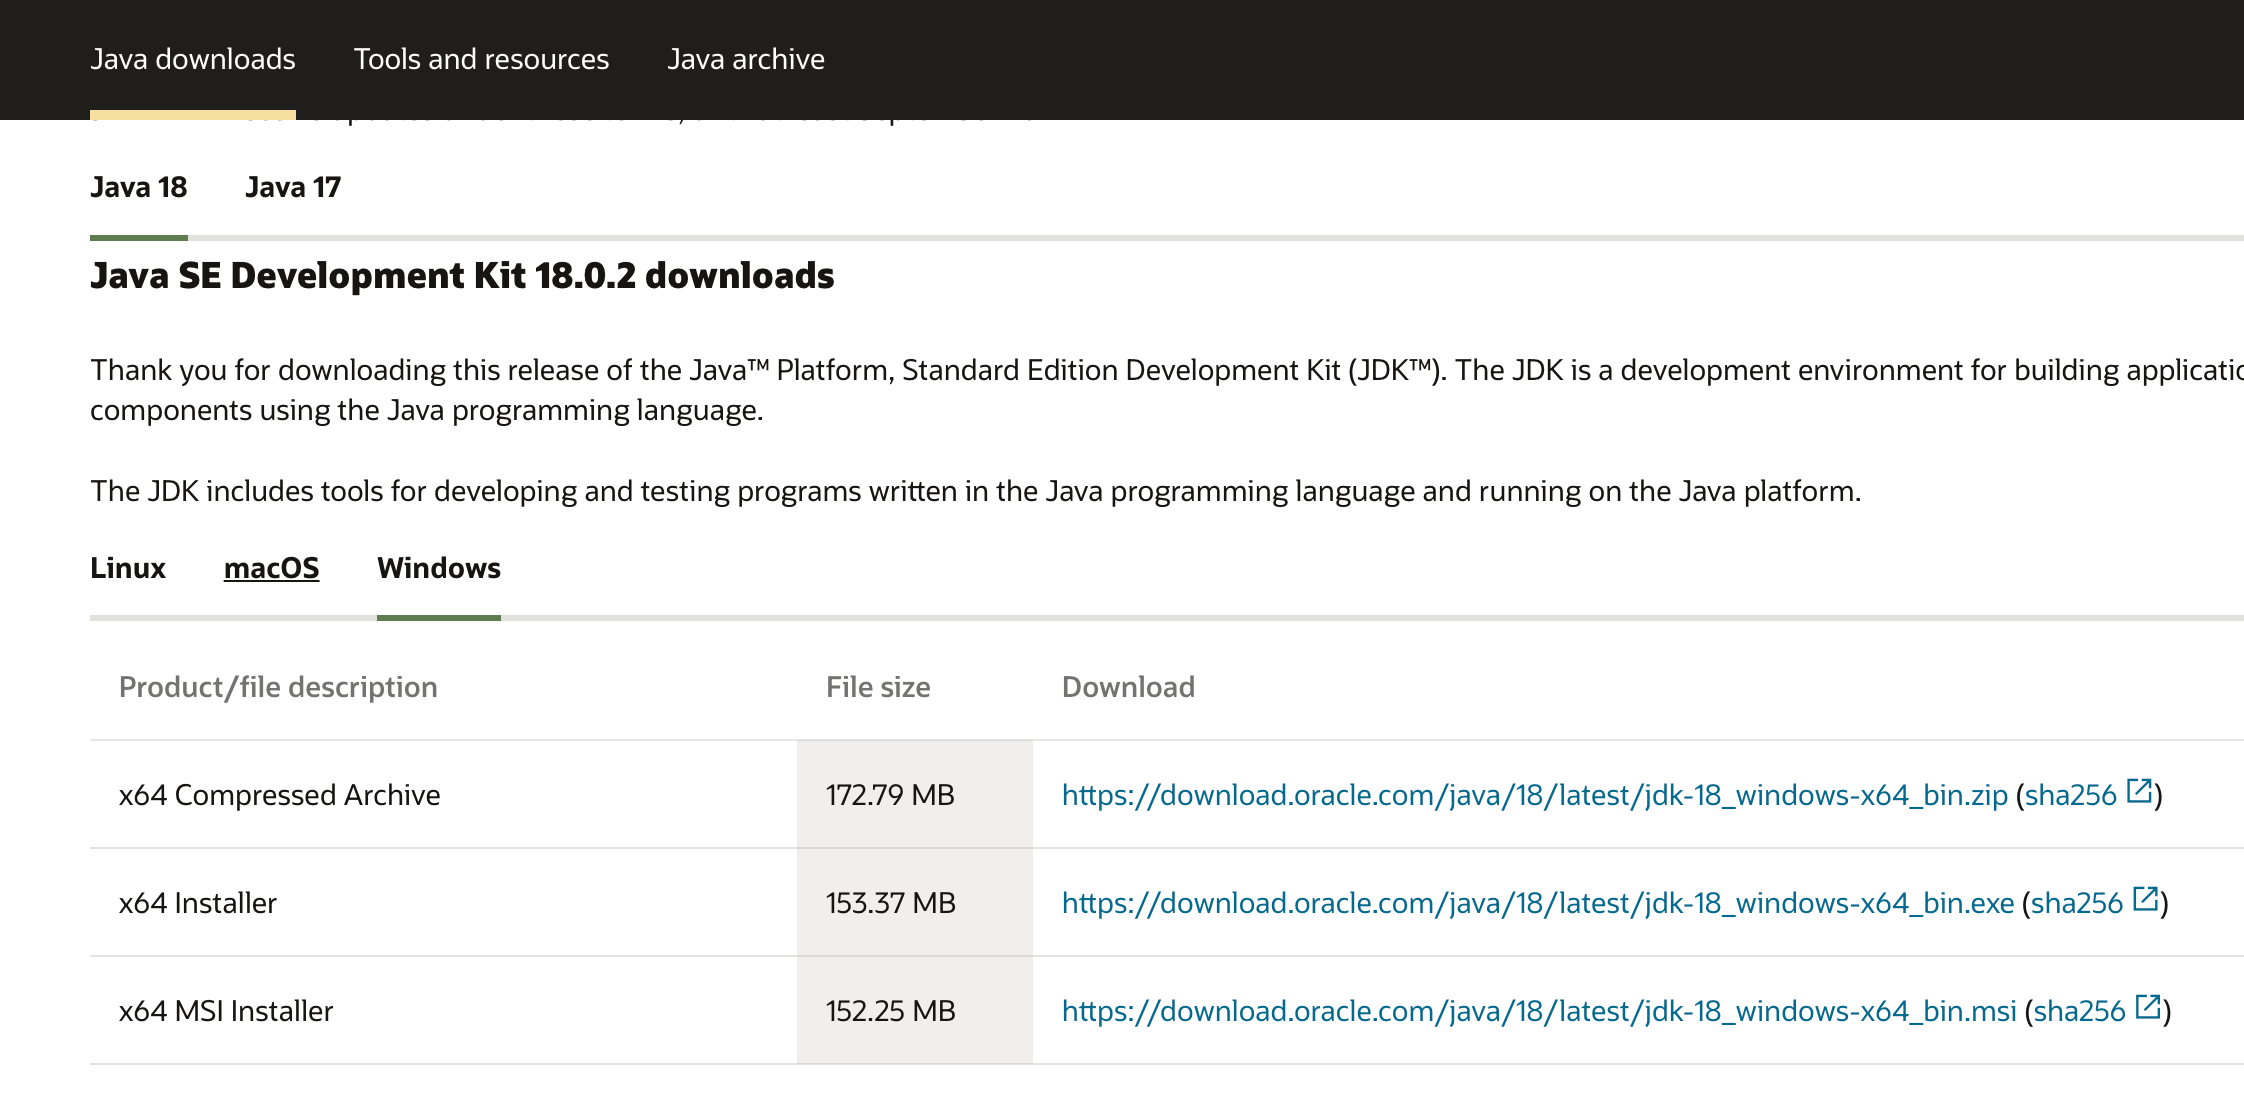 Java downloads Tools and resources Java archive
Java 18 Java 17
Java SE Development Kit 18.0.2 downloads
Thank you for downloading this release of the Java™ Platform, Standard Edition Development Kit (JDK™). The JDK is a development environment for building
components using the Java programming language.
The JDK includes tools for developing and testing programs written in the Java programming language and running on the Java platform.
Linux macOS Windows
Product/file description File size Download
x64 Compressed Archive 172.79 MB https://download.oracle.com/java/18/latest/jdk-18_windows-x64_bin.zip (sha256)
x64 Installer 153.37 MB https://download.oracle.com/java/18/latest/jdk-18_windows-x64_bin.exe (sha256)
x64 MSI Installer 152.25 MB https://download.oracle.com/java/18/latest/jdk-18_windows-x64_bin.msi (sha256)